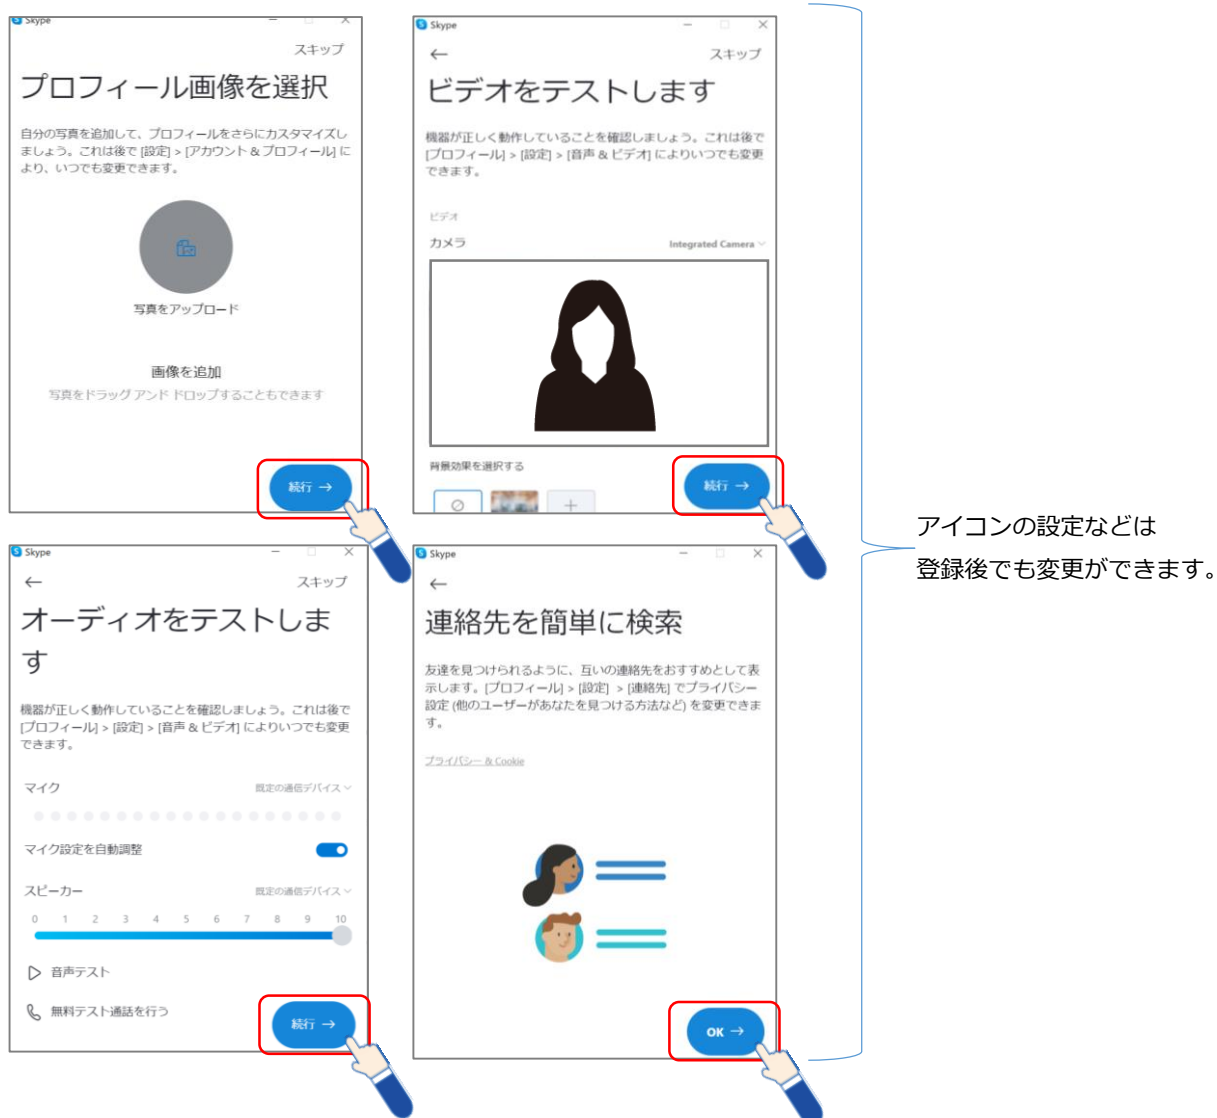 Skype
スキップ
プロフィール画像を選択
自分の写真を追加して、プロフィールをさらにカスタマイズし
ましょう。これは後で [設定] > [アカウント & プロフィール] に
より、いつでも変更できます。
写真をアップロード
画像を追加
写真をドラッグ アンド ドロップすることもできます
続行 →
Skype
←
スキップ
ビデオをテストします
機器が正しく動作していることを確認しましょう。これは後で
[プロフィール] > [設定] > [音声 & ビデオ] によりいつでも変更
できます。
ビデオ
カメラ
Integrated Camera
背景効果を選択する
続行 →
Skype
←
スキップ
オーディオをテストしま
す
機器が正しく動作していることを確認しましょう。これは後で
[プロフィール] > [設定] > [音声 & ビデオ] によりいつでも変更
できます。
マイク
既定の通信デバイス
マイク設定を自動調整
スピーカー
既定の通信デバイス
0 1 2 3 4 5 6 7 8 9 10
音声テスト
無料テスト通話を行う
続行 →
Skype
←
連絡先を簡単に検索
友達を見つけられるように、互いの連絡先をおすすめとして表
示します。[プロフィール] > [設定] > [連絡先] でプライバシー
設定 (他のユーザーがあなたを見つける方法など) を変更できま
す。
プライバシー & Cookie
OK →
アイコンの設定などは
登録後でも変更ができます。